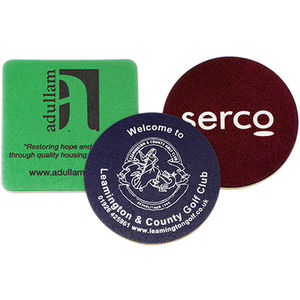 adullam
"Restoring hope and
through quality housing
www.adullam
serco
Welcome to
Leamington & County Golf Club
01926 425961 www.leamingtongolf.co.uk